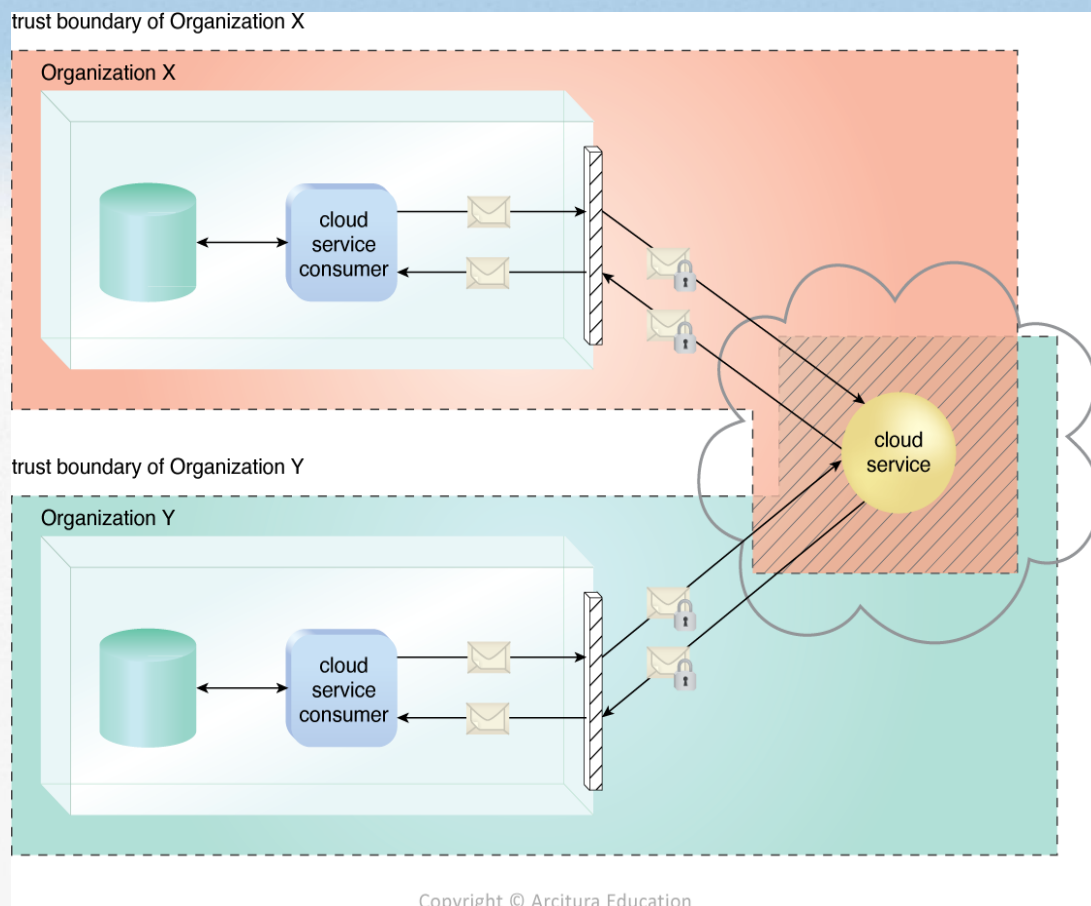 trust boundary of Organization X
Organization X
cloud
service
consumer
cloud
service
trust boundary of Organization Y
Organization Y
cloud
service
consumer
Copyright © Arcitura Education